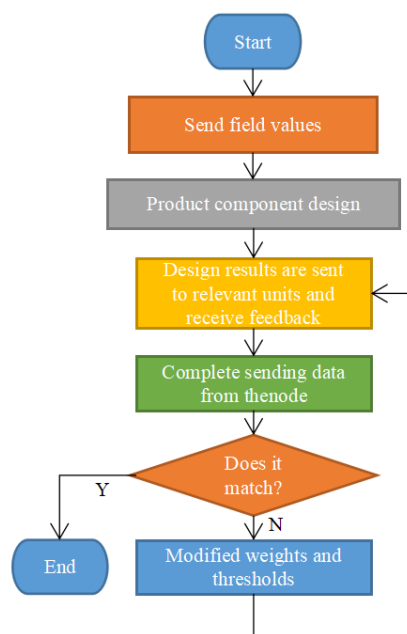 Start
Send field values
Product component design
Design results are sent
to relevant units and
receive feedback
Complete sending data
from thenode
Does it
match?
Y
N
End
Modified weights and
thresholds